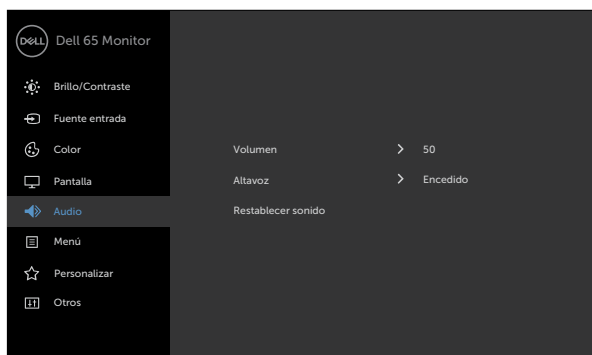 DELL Dell 65 Monitor
Brillo/Contraste
Fuente entrada
Color
Pantalla
Audio
Menú
Personalizar
Otros
Volumen > 50
Altavoz > Encedido
Restablecer sonido